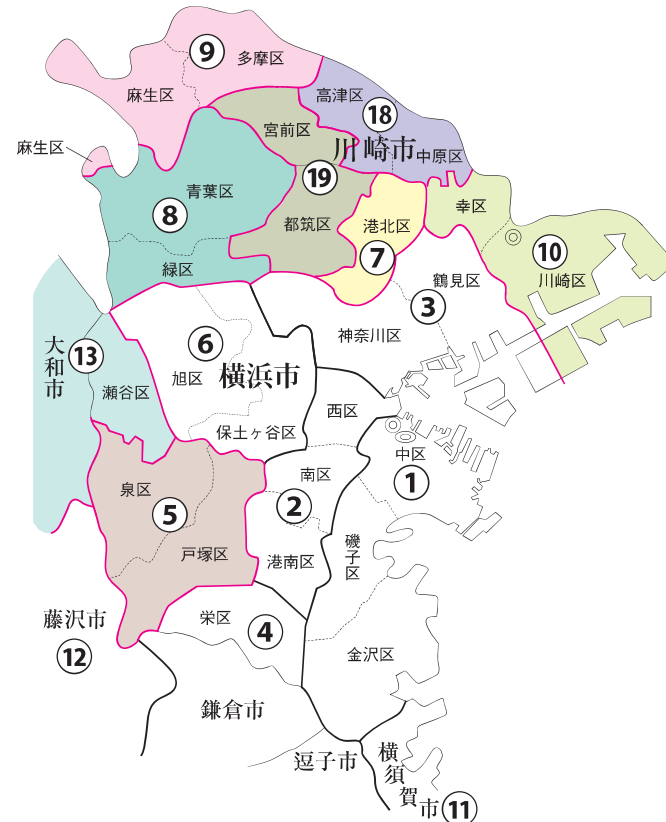 9
多摩区
麻生区
高津区
18
宮前区
川崎市
中原区
麻生区
19
青葉区
8
幸区
都筑区
港北区
7
10
川崎区
緑区
鶴見区
3
神奈川区
大和市
13
6
旭区
横浜市
瀬谷区
西区
保土ヶ谷区
中区
1
南区
2
泉区
5
戸塚区
港南区
磯子区
藤沢市
12
栄区
4
金沢区
鎌倉市
逗子市
横須賀市
11